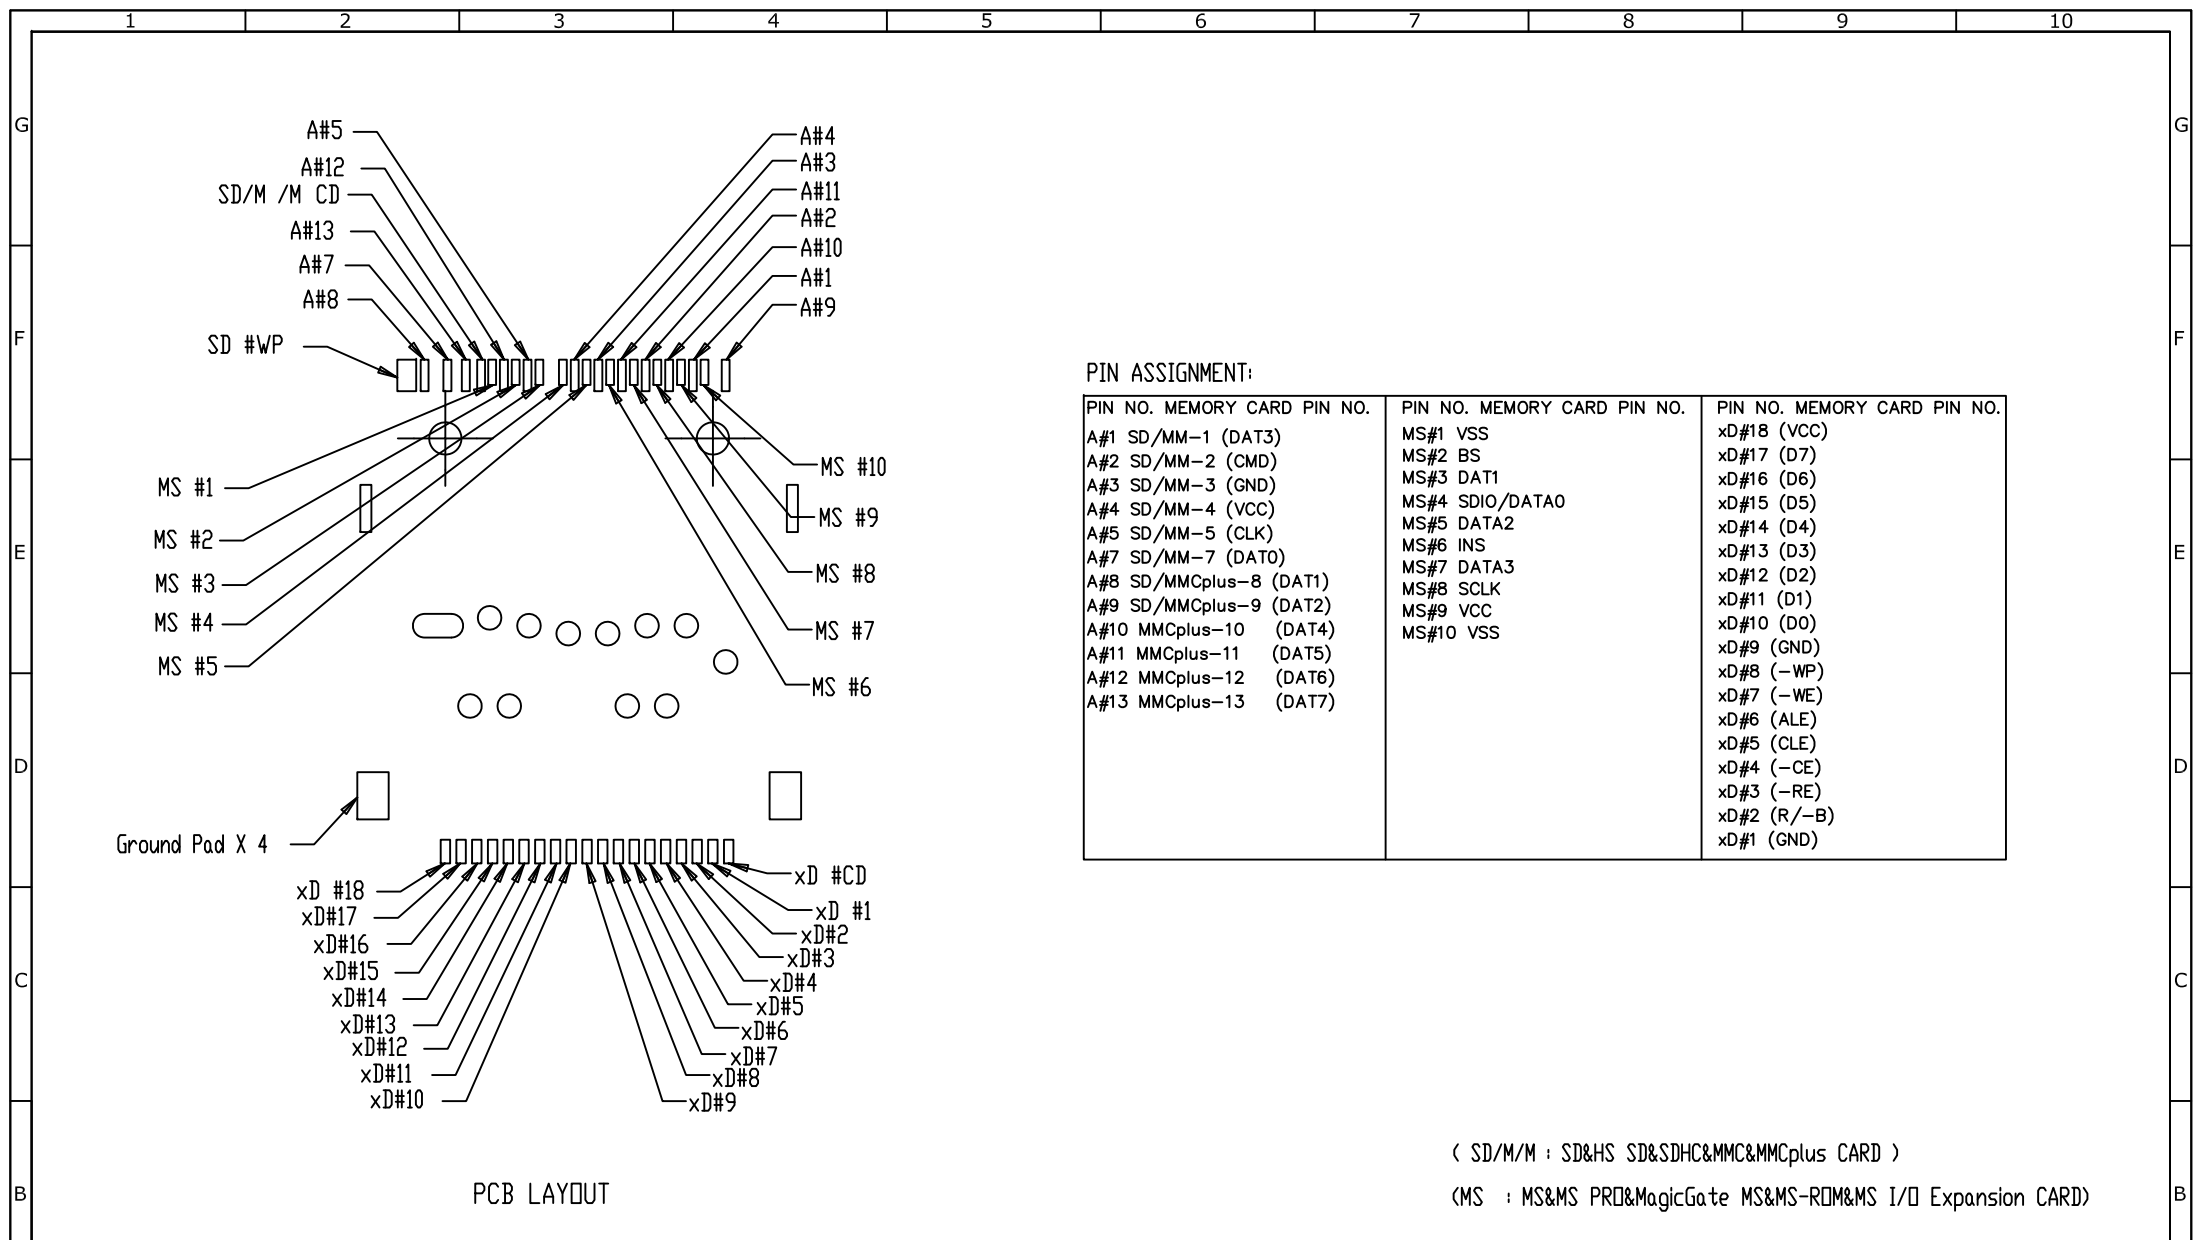 1 2 3 4 5 6 7 8 9 10
G
G
F
F
E
E
D
D
C
C
B
B
A#5
A#12
SD/M /M CD
A#13
A#7
A#8
SD #WP
A#4
A#3
A#11
A#2
A#10
A#1
A#9
MS #1
MS #2
MS #3
MS #4
MS #5
MS #10
MS #9
MS #8
MS #7
MS #6
Ground Pad X 4
xD #18
xD#17
xD#16
xD#15
xD#14
xD#13
xD#12
xD#11
xD#10
xD #CD
xD #1
xD#2
xD#3
xD#4
xD#5
xD#6
xD#7
xD#8
xD#9
PCB LAYOUT
PIN ASSIGNMENT:
PIN NO. MEMORY CARD PIN NO.
A#1 SD/MM-1 (DAT3)
A#2 SD/MM-2 (CMD)
A#3 SD/MM-3 (GND)
A#4 SD/MM-4 (VCC)
A#5 SD/MM-5 (CLK)
A#7 SD/MM-7 (DAT0)
A#8 SD/MMCplus-8 (DAT1)
A#9 SD/MMCplus-9 (DAT2)
A#10 MMCplus-10 (DAT4)
A#11 MMCplus-11 (DAT5)
A#12 MMCplus-12 (DAT6)
A#13 MMCplus-13 (DAT7)
PIN NO. MEMORY CARD PIN NO.
MS#1 VSS
MS#2 BS
MS#3 DAT1
MS#4 SDIO/DATA0
MS#5 DATA2
MS#6 INS
MS#7 DATA3
MS#8 SCLK
MS#9 VCC
MS#10 VSS
PIN NO. MEMORY CARD PIN NO.
xD#18 (VCC)
xD#17 (D7)
xD#16 (D6)
xD#15 (D5)
xD#14 (D4)
xD#13 (D3)
xD#12 (D2)
xD#11 (D1)
xD#10 (D0)
xD#9 (GND)
xD#8 (-WP)
xD#7 (-WE)
xD#6 (ALE)
xD#5 (CLE)
xD#4 (-CE)
xD#3 (-RE)
xD#2 (R/-B)
xD#1 (GND)
( SD/M/M : SD&HS SD&SDHC&MMC&MMCplus CARD )
(MS : MS&MS PRO&MagicGate MS&MS-ROM&MS I/O Expansion CARD)